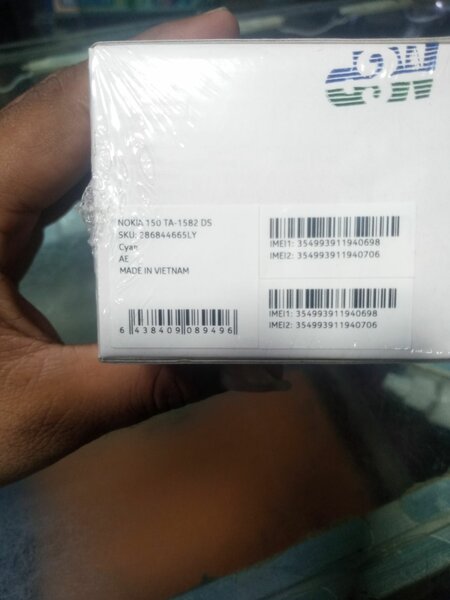 NOKIA 150 TA-1582 DS
SKU: 286844665LY
Cyan
AE
MADE IN VIETNAM
6 438409 089496
IMEI1: 354993911940698
IMEI2: 354993911940706
IMEI1: 354993911940698
IMEI2: 354993911940706